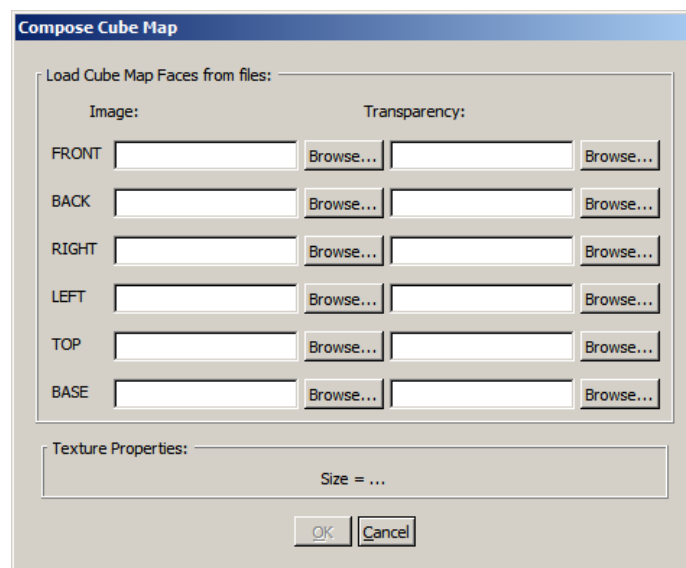 Compose Cube Map
Load Cube Map Faces from files:
Image: Transparency:
FRONT Browse... Browse...
BACK Browse... Browse...
RIGHT Browse... Browse...
LEFT Browse... Browse...
TOP Browse... Browse...
BASE Browse... Browse...
Texture Properties:
Size = ...
OK Cancel